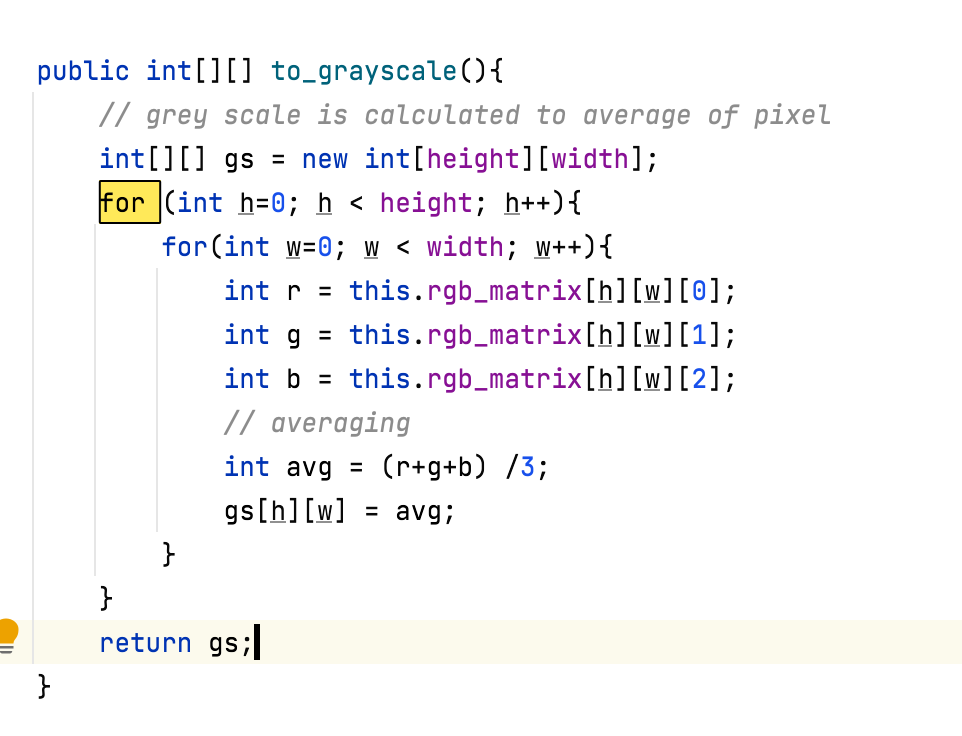 public int[][] to_grayscale(){
    // grey scale is calculated to average of pixel
    int[][] gs = new int[height][width];
    for (int h=0; h < height; h++){
        for(int w=0; w < width; w++){
            int r = this.rgb_matrix[h][w][0];
            int g = this.rgb_matrix[h][w][1];
            int b = this.rgb_matrix[h][w][2];
            // averaging
            int avg = (r+g+b) /3;
            gs[h][w] = avg;
        }
    }
    return gs;
}